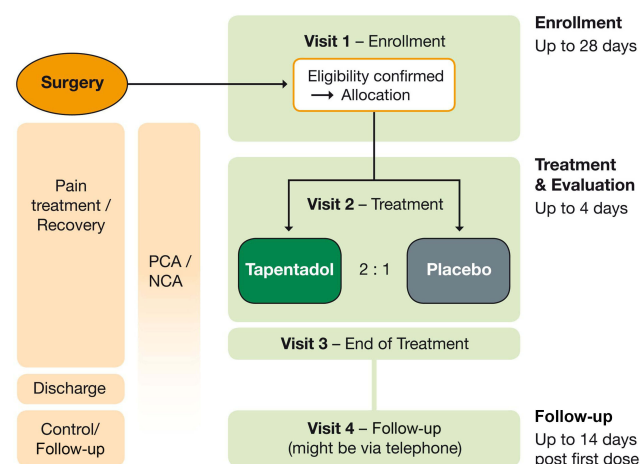 Enrollment
Up to 28 days
Visit 1 – Enrollment
Surgery
Eligibility confirmed
→ Allocation
Pain
treatment /
Recovery
PCA /
NCA
Treatment
& Evaluation
Up to 4 days
Visit 2 – Treatment
Tapentadol
2 : 1
Placebo
Visit 3 – End of Treatment
Discharge
Control/
Follow-up
Visit 4 – Follow-up
(might be via telephone)
Follow-up
Up to 14 days
post first dose